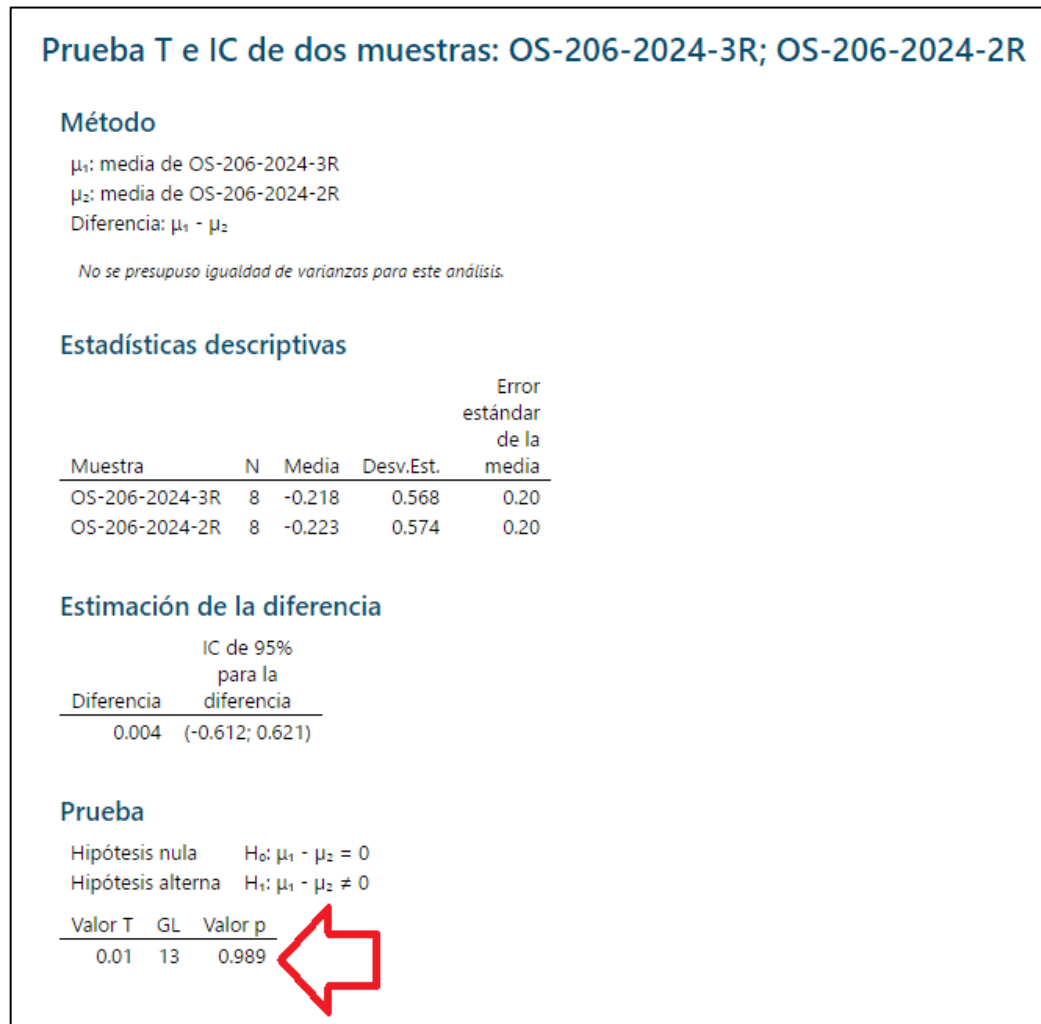 Prueba T e IC de dos muestras: OS-206-2024-3R; OS-206-2024-2R
Método
μ₁: media de OS-206-2024-3R
μ₂: media de OS-206-2024-2R
Diferencia: μ₁ - μ₂
No se presupuso igualdad de varianzas para este análisis.
Estadísticas descriptivas
Error
estándar
de la
Muestra N Media Desv.Est. media
OS-206-2024-3R 8 -0.218 0.568 0.20
OS-206-2024-2R 8 -0.223 0.574 0.20
Estimación de la diferencia
IC de 95%
para la
Diferencia diferencia
0.004 (-0.612; 0.621)
Prueba
Hipótesis nula H₀: μ₁ - μ₂ = 0
Hipótesis alterna H₁: μ₁ - μ₂ ≠ 0
Valor T GL Valor p
0.01 13 0.989